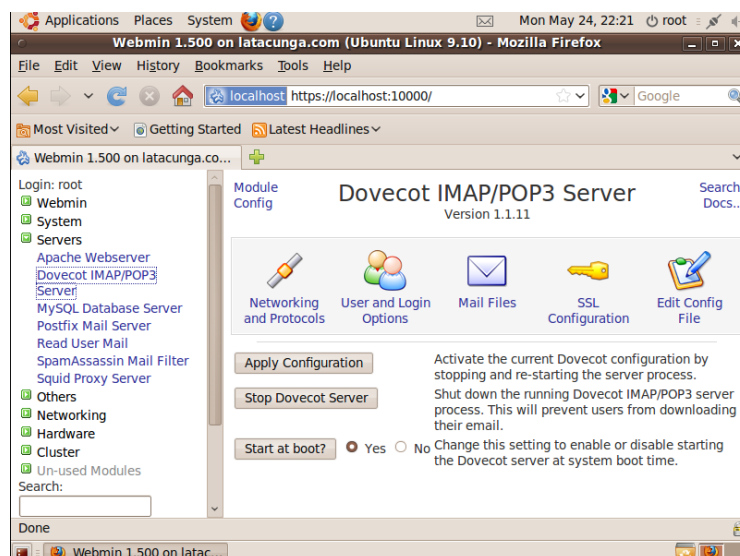 Applications Places System
Mon May 24, 22:21 root
Webmin 1.500 on latacunga.com (Ubuntu Linux 9.10) - Mozilla Firefox
File Edit View History Bookmarks Tools Help
localhost https://localhost:10000/
Google
Most Visited Getting Started Latest Headlines
Webmin 1.500 on latacunga.co...
Login: root
Webmin
System
Servers
Apache Webserver
Dovecot IMAP/POP3
Server
MySQL Database Server
Postfix Mail Server
Read User Mail
SpamAssassin Mail Filter
Squid Proxy Server
Others
Networking
Hardware
Cluster
Un-used Modules
Search:
Module
Config
Dovecot IMAP/POP3 Server
Version 1.1.11
Search
Docs..
Networking
and Protocols
User and Login
Options
Mail Files
SSL
Configuration
Edit Config
File
Apply Configuration
Activate the current Dovecot configuration by
stopping and re-starting the server process.
Stop Dovecot Server
Shut down the running Dovecot IMAP/POP3 server
process. This will prevent users from downloading
their email.
Start at boot? Yes No
Change this setting to enable or disable starting
the Dovecot server at system boot time.
Done
Webmin 1.500 on latac...